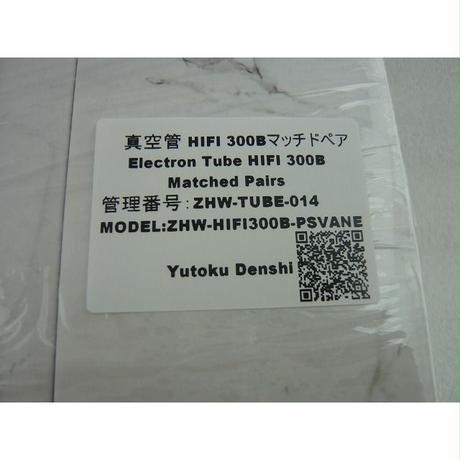 真空管 HIFI 300Bマッチドペア
Electron Tube HIFI 300B
Matched Pairs
管理番号:ZHW-TUBE-014
MODEL:ZHW-HIFI300B-PSVANE
Yutoku Denshi